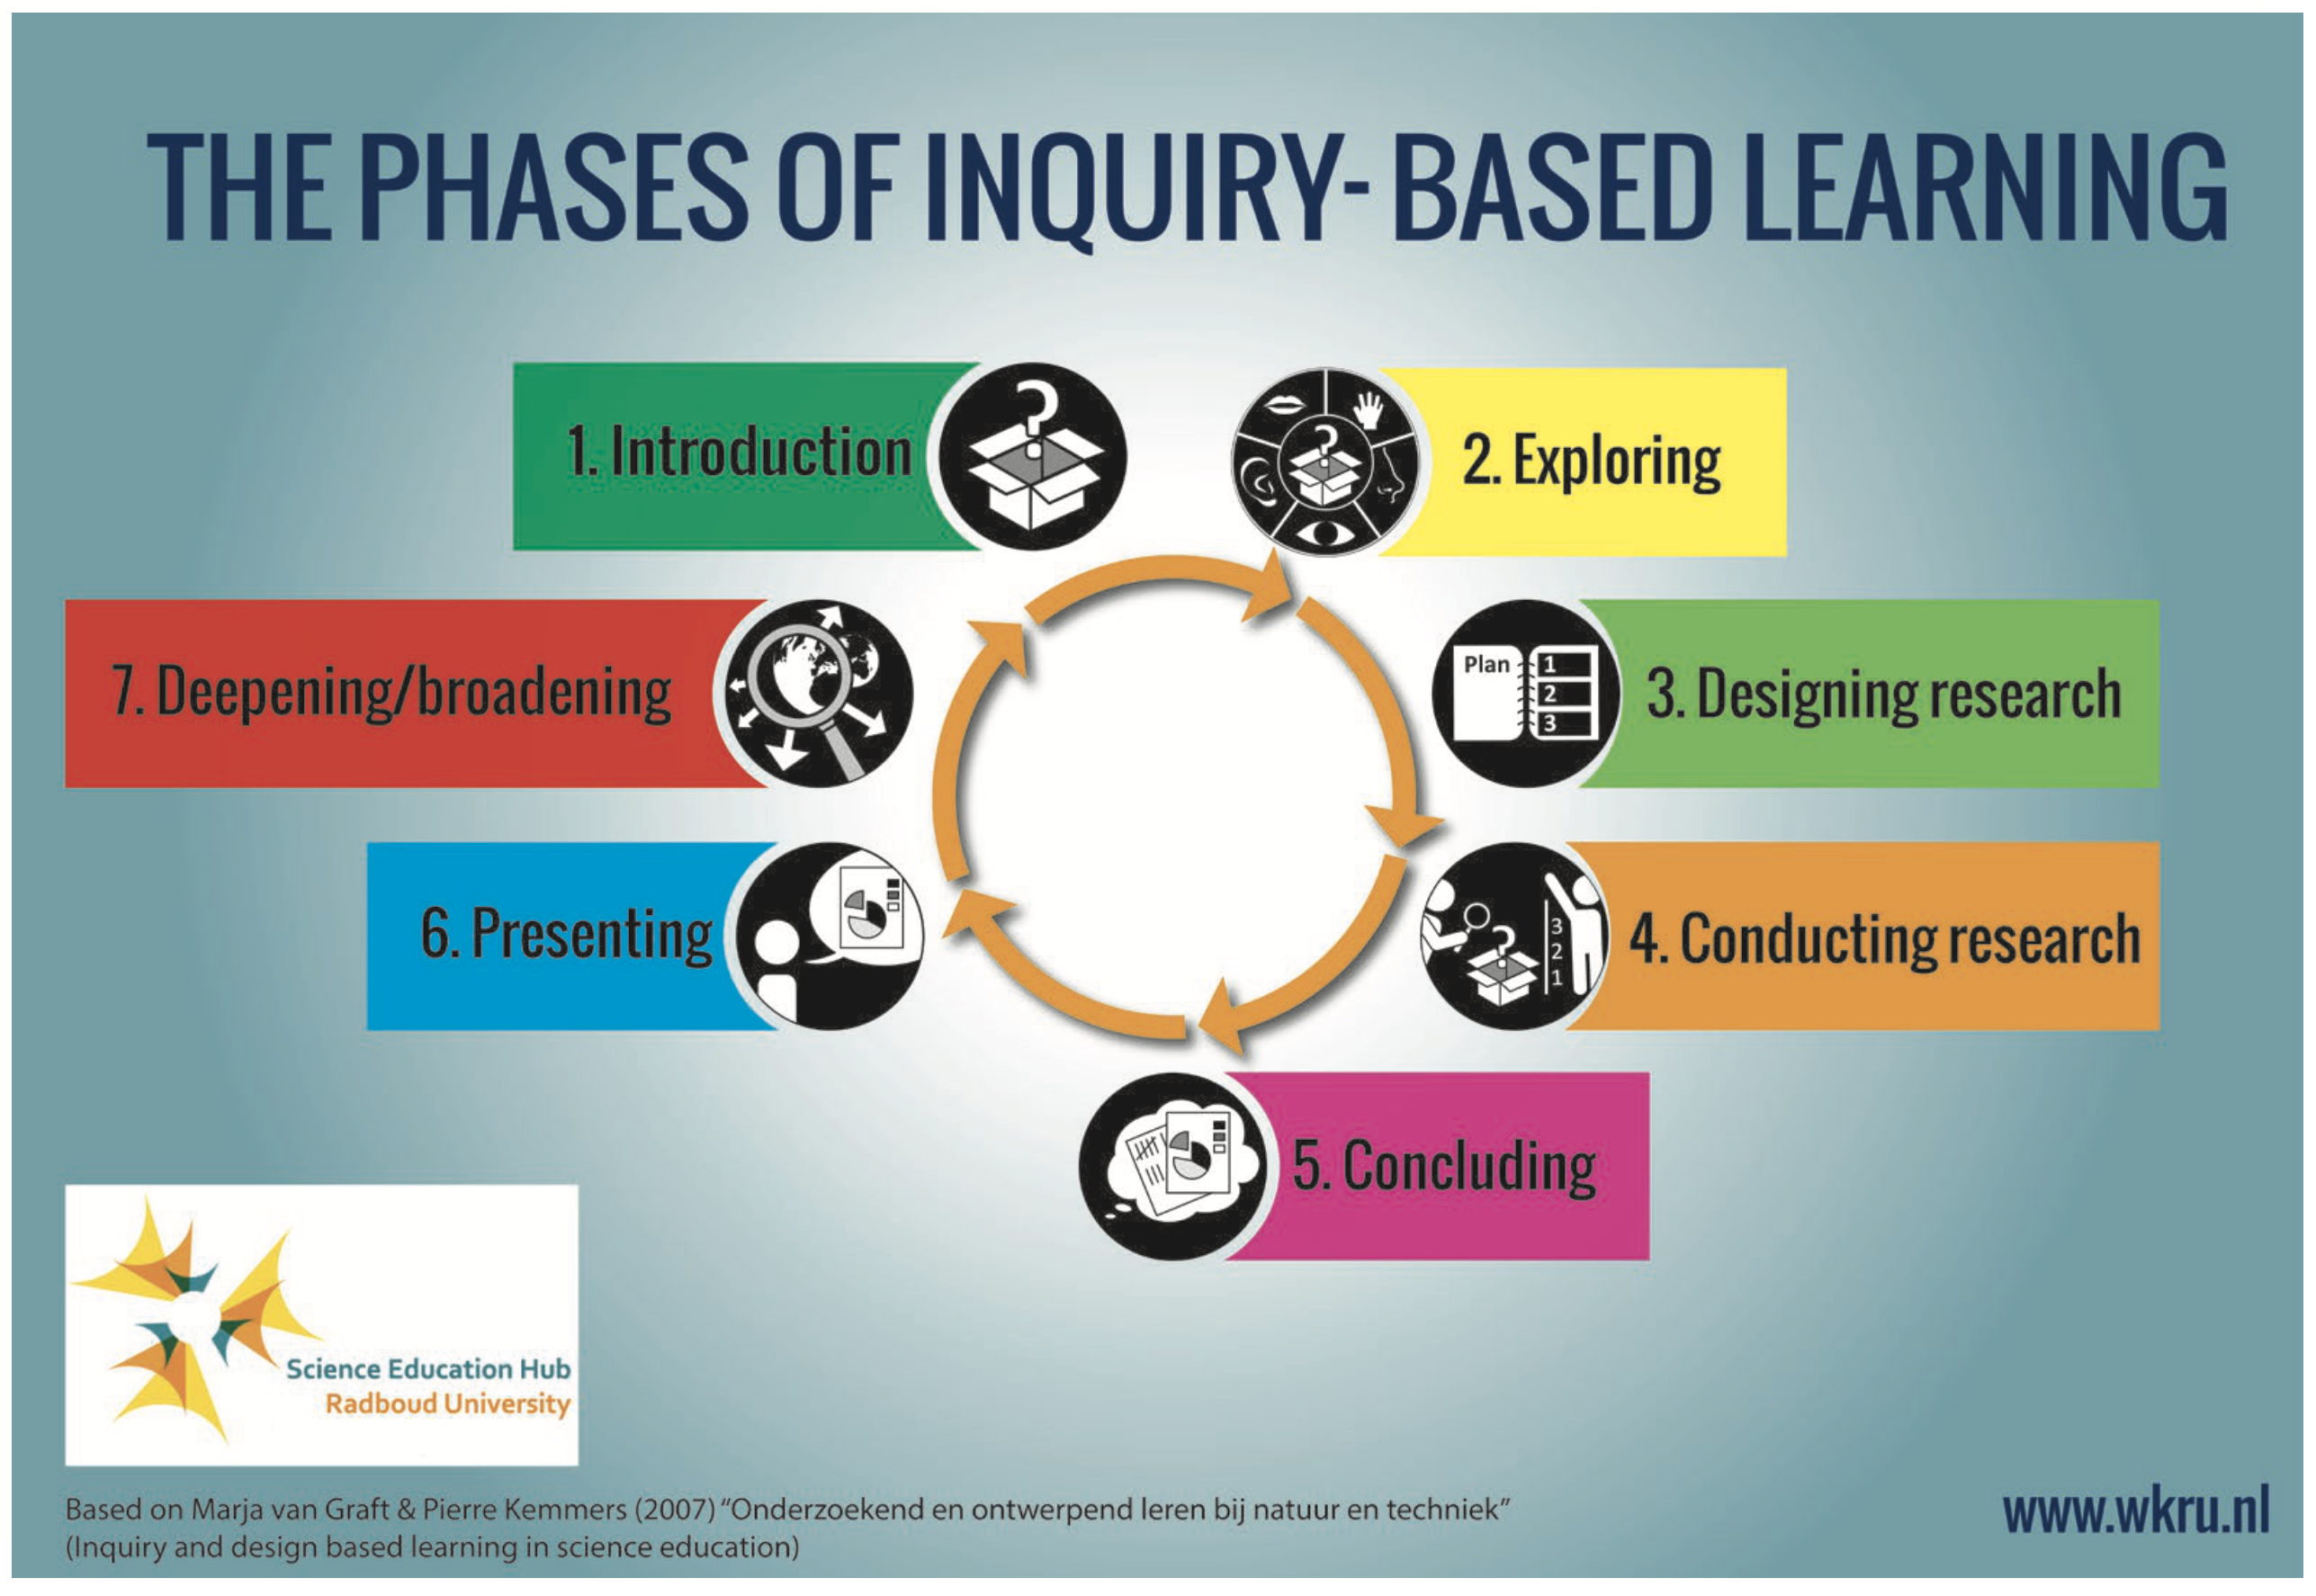 THE PHASES OF INQUIRY- BASED LEARNING
1. Introduction
2. Exploring
7. Deepening/broadening
Plan 1
2
3
3. Designing research
6. Presenting
3
2
1
4. Conducting research
5. Concluding
Science Education Hub
Radboud University
Based on Marja van Graft & Pierre Kemmers (2007) "Onderzoekend en ontwerpend leren bij natuur en techniek"
(Inquiry and design based learning in science education)
www.wkru.nl